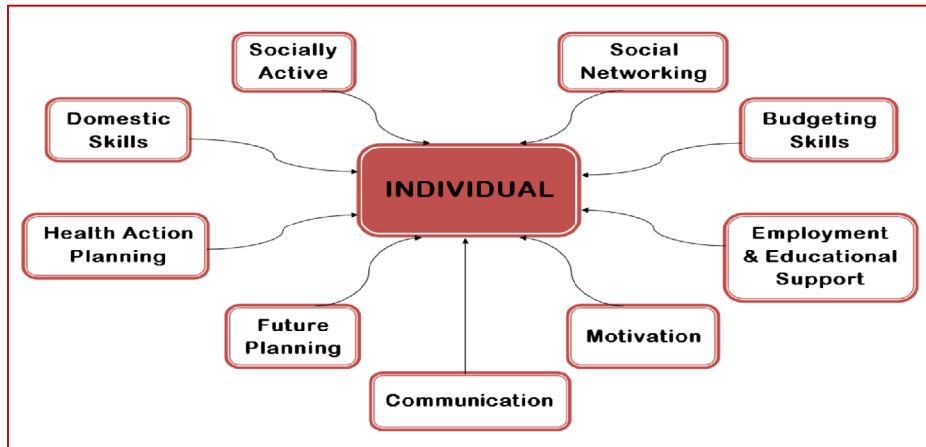 Socially
Active
Social
Networking
Domestic
Skills
Budgeting
Skills
INDIVIDUAL
Health Action
Planning
Employment
& Educational
Support
Future
Planning
Motivation
Communication